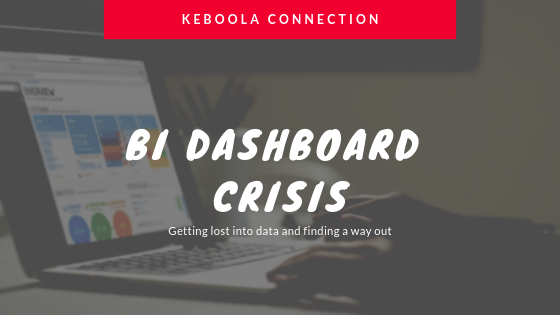 KEBOOLA CONNECTION
BI DASHBOARD
CRISIS
Getting lost into data and finding a way out